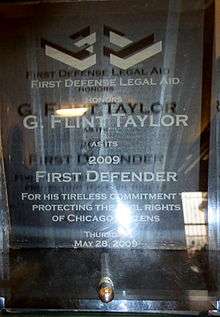 First Defense Legal Aid
honors
G. Flint Taylor
as its
2009
First Defender
For his tireless commitment to
protecting the civil rights
of Chicago citizens
Thursday
May 28, 2009